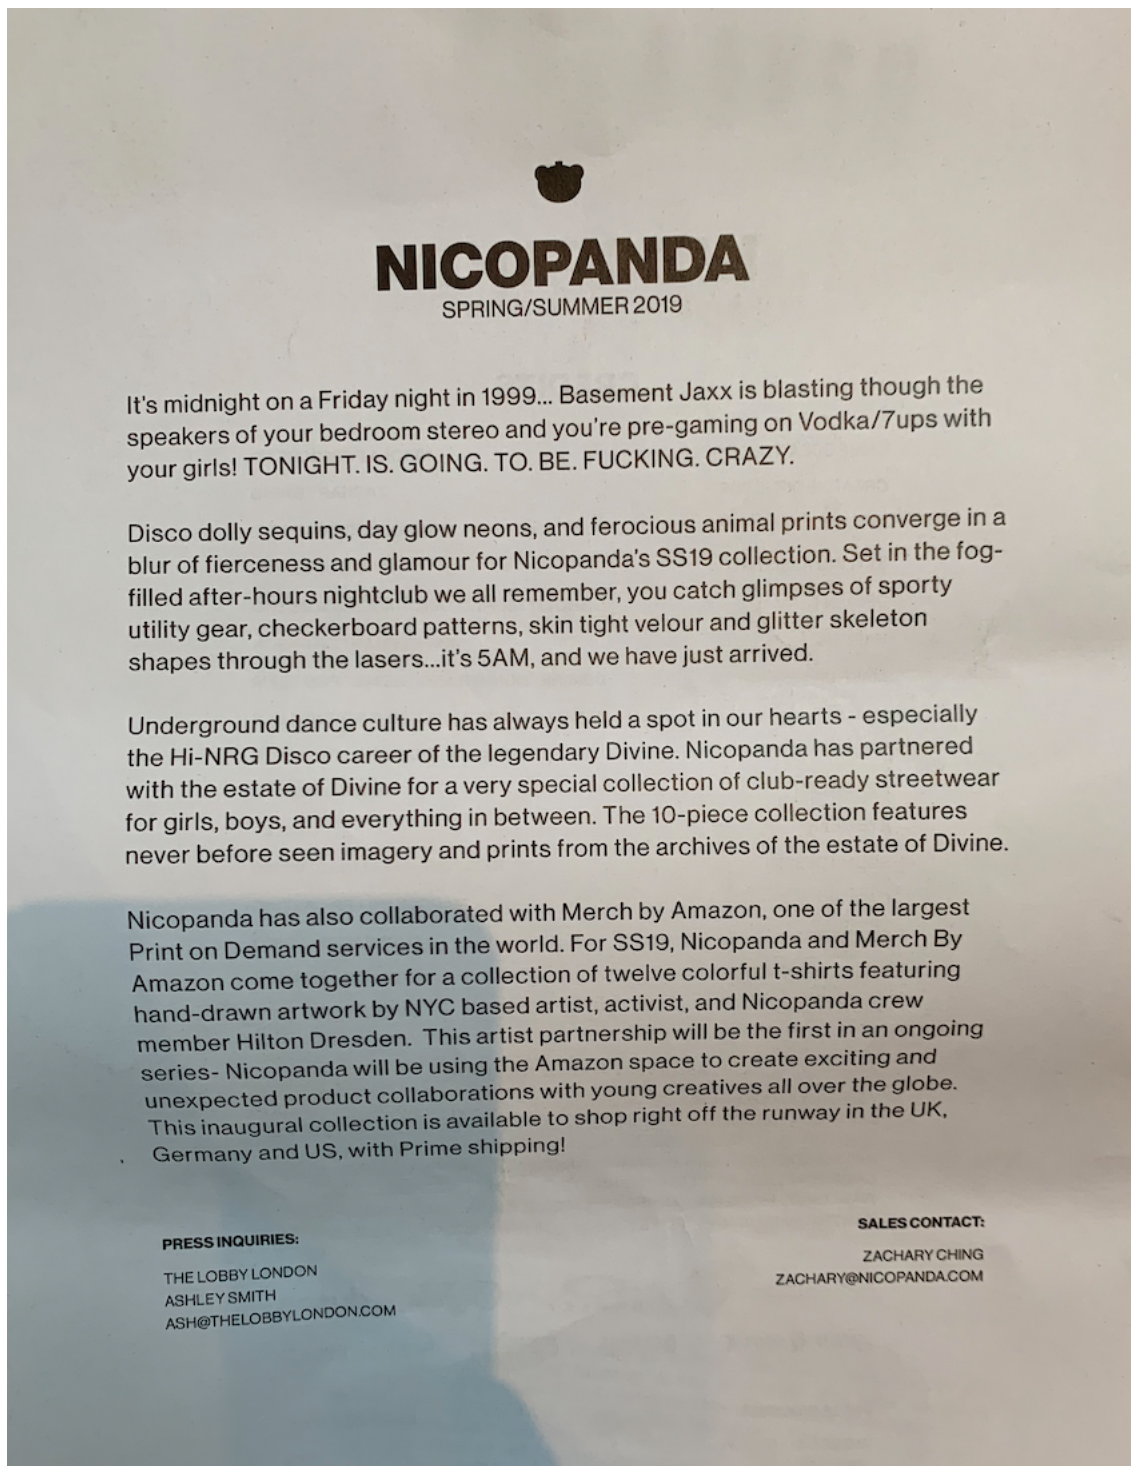 NICOPANDA
SPRING/SUMMER 2019
It's midnight on a Friday night in 1999... Basement Jaxx is blasting though the
speakers of your bedroom stereo and you're pre-gaming on Vodka/7ups with
your girls! TONIGHT. IS. GOING. TO. BE. FUCKING. CRAZY.
Disco dolly sequins, day glow neons, and ferocious animal prints converge in a
blur of fierceness and glamour for Nicopanda's SS19 collection. Set in the fog-
filled after-hours nightclub we all remember, you catch glimpses of sporty
utility gear, checkerboard patterns, skin tight velour and glitter skeleton
shapes through the lasers...it's 5AM, and we have just arrived.
Underground dance culture has always held a spot in our hearts - especially
the Hi-NRG Disco career of the legendary Divine. Nicopanda has partnered
with the estate of Divine for a very special collection of club-ready streetwear
for girls, boys, and everything in between. The 10-piece collection features
never before seen imagery and prints from the archives of the estate of Divine.
Nicopanda has also collaborated with Merch by Amazon, one of the largest
Print on Demand services in the world. For SS19, Nicopanda and Merch By
Amazon come together for a collection of twelve colorful t-shirts featuring
hand-drawn artwork by NYC based artist, activist, and Nicopanda crew
member Hilton Dresden. This artist partnership will be the first in an ongoing
series- Nicopanda will be using the Amazon space to create exciting and
unexpected product collaborations with young creatives all over the globe.
This inaugural collection is available to shop right off the runway in the UK,
Germany and US, with Prime shipping!
PRESS INQUIRIES:
THE LOBBY LONDON
ASHLEY SMITH
ASH@THELOBBYLONDON.COM
SALES CONTACT:
ZACHARY CHING
ZACHARY@NICOPANDA.COM